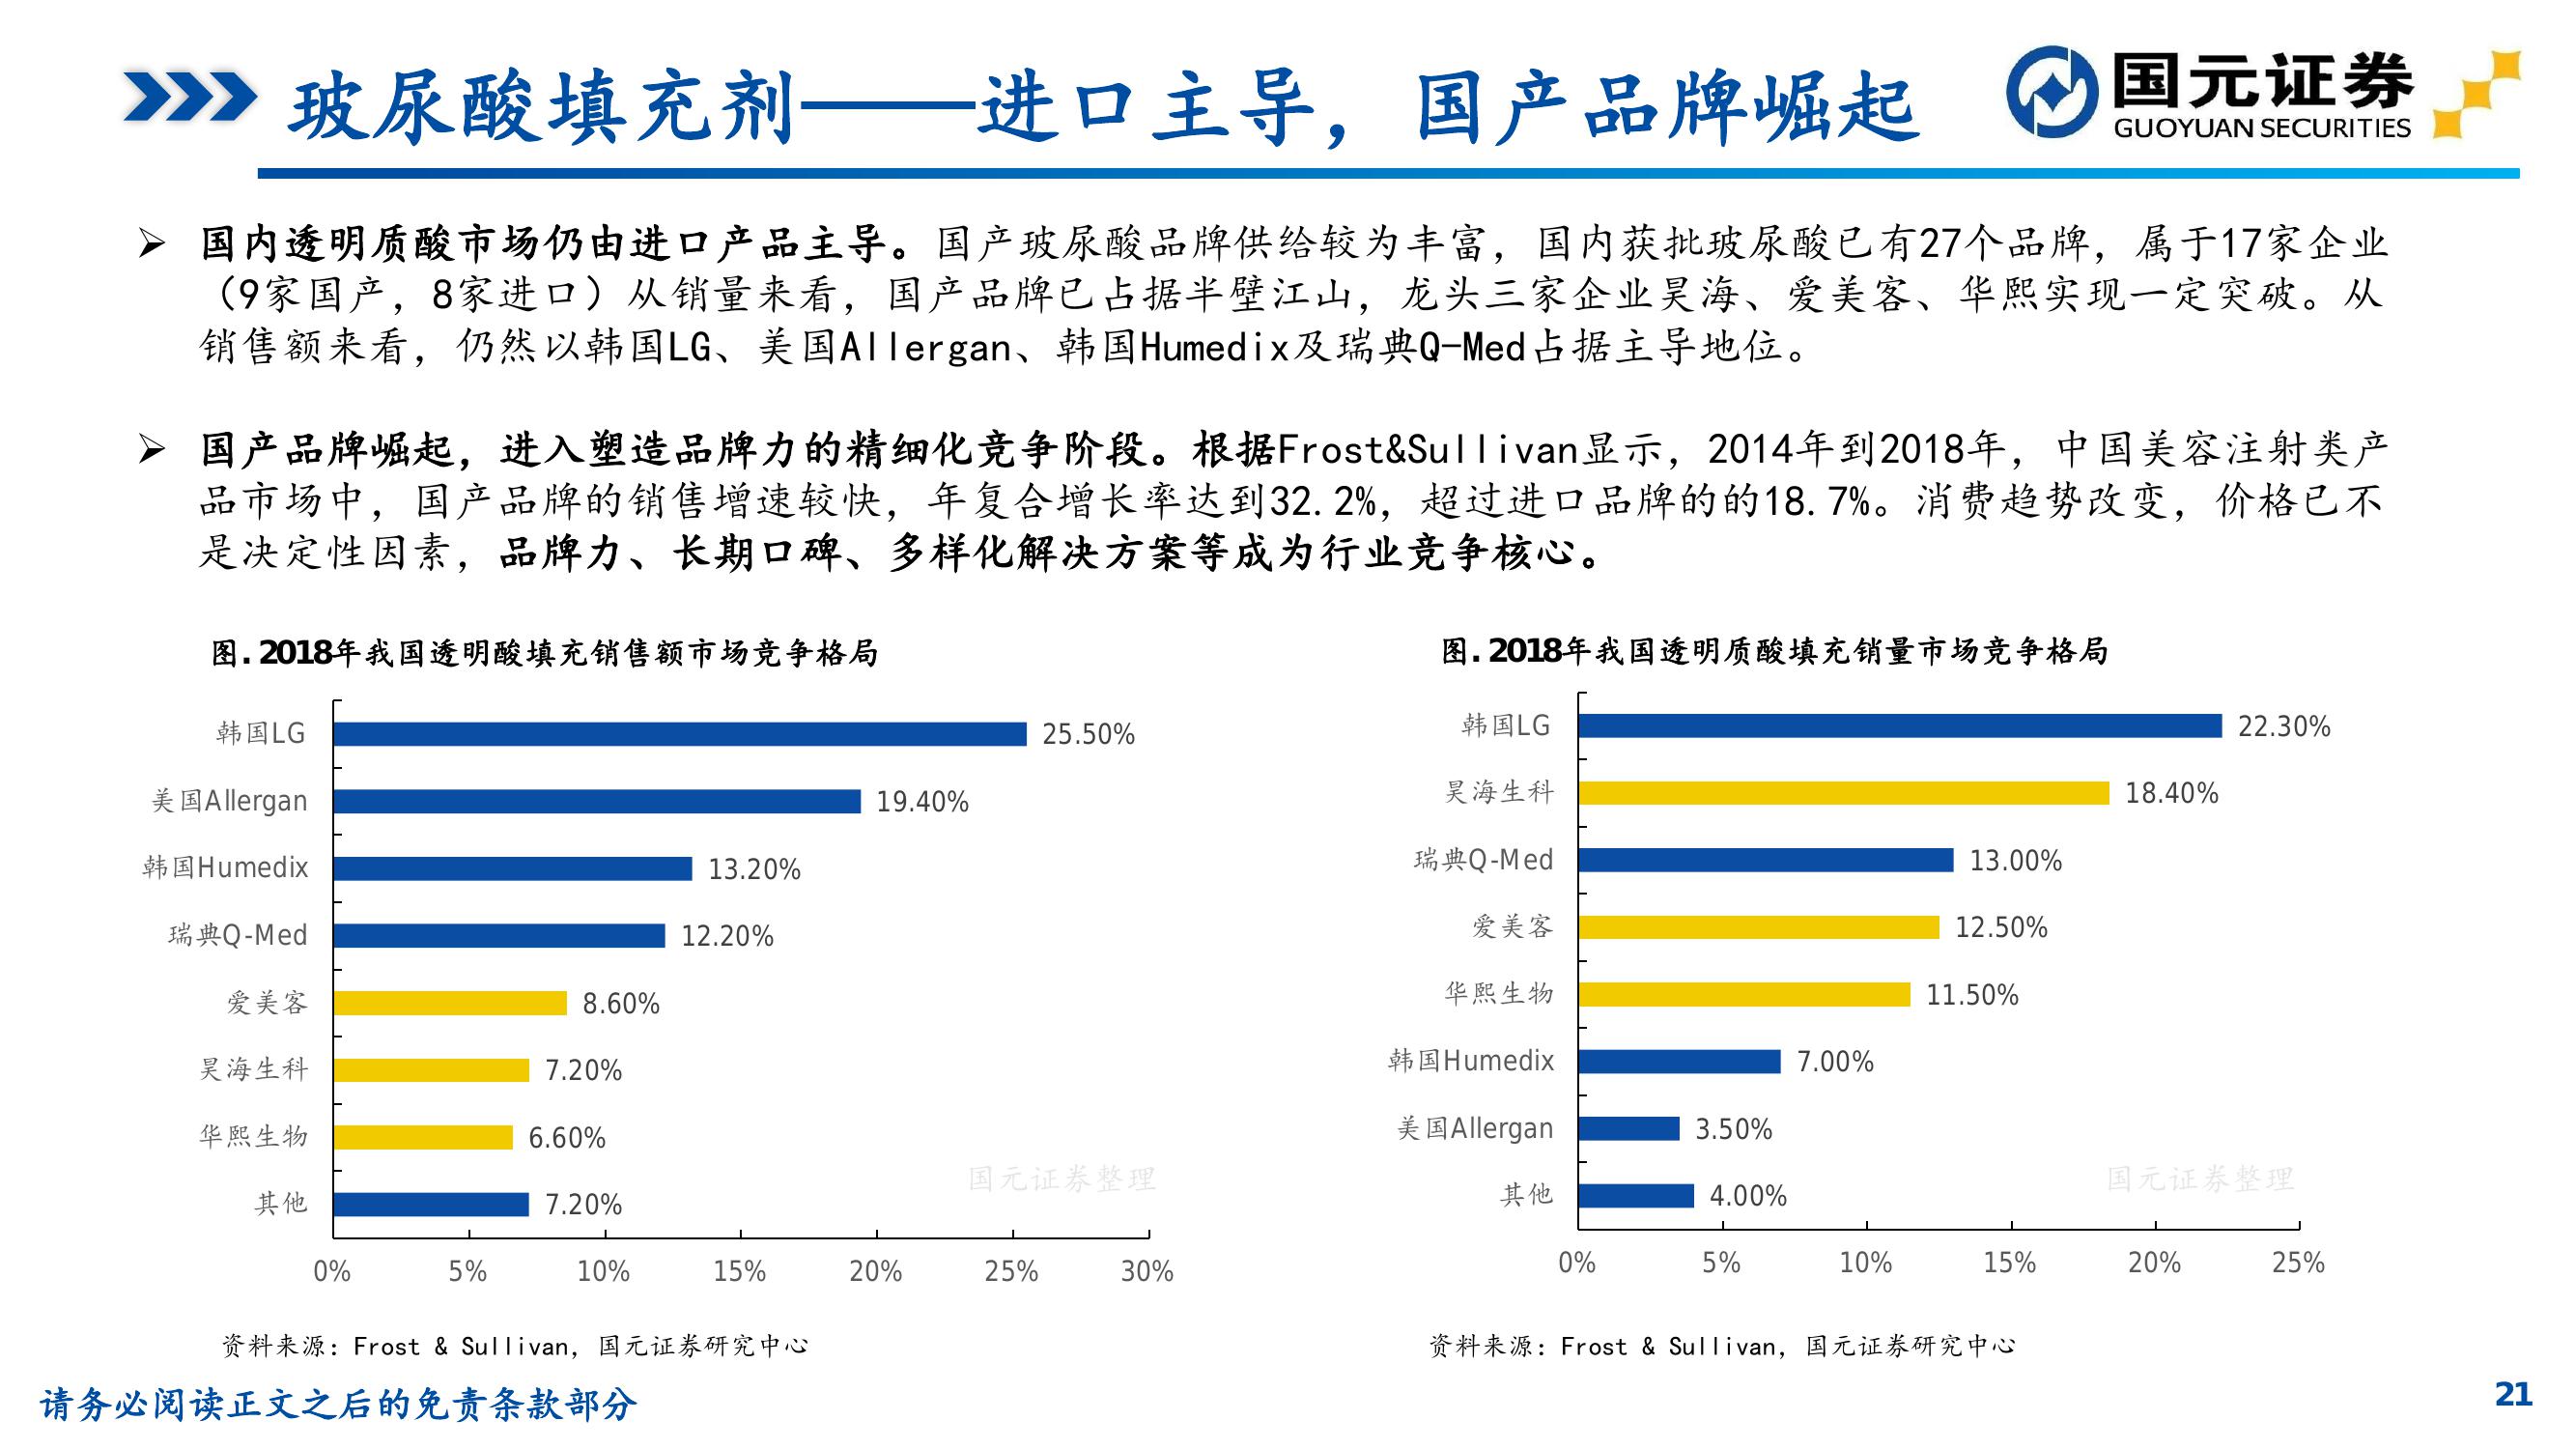 玻尿酸填充剂——进口主导，国产品牌崛起
国元证券
GUOYUAN SECURITIES
国内透明质酸市场仍由进口产品主导。国产玻尿酸品牌供给较为丰富，国内获批玻尿酸已有27个品牌，属于17家企业
（9家国产，8家进口）从销量来看，国产品牌已占据半壁江山，龙头三家企业昊海、爱美客、华熙实现一定突破。从
销售额来看，仍然以韩国LG、美国Allergan、韩国Humedix及瑞典Q-Med占据主导地位。
国产品牌崛起，进入塑造品牌力的精细化竞争阶段。根据Frost&Sullivan显示，2014年到2018年，中国美容注射类产
品市场中，国产品牌的销售增速较快，年复合增长率达到32.2%，超过进口品牌的的18.7%。消费趋势改变，价格已不
是决定性因素，品牌力、长期口碑、多样化解决方案等成为行业竞争核心。
图.2018年我国透明酸填充销售额市场竞争格局
韩国LG 25.50%
美国Allergan 19.40%
韩国Humedix 13.20%
瑞典Q-Med 12.20%
爱美客 8.60%
昊海生科 7.20%
华熙生物 6.60%
其他 7.20%
国元证券整理
0% 5% 10% 15% 20% 25% 30%
资料来源：Frost & Sullivan，国元证券研究中心
图.2018年我国透明质酸填充销量市场竞争格局
韩国LG 22.30%
昊海生科 18.40%
瑞典Q-Med 13.00%
爱美客 12.50%
华熙生物 11.50%
韩国Humedix 7.00%
美国Allergan 3.50%
其他 4.00%
国元证券整理
0% 5% 10% 15% 20% 25%
资料来源：Frost & Sullivan，国元证券研究中心
请务必阅读正文之后的免责条款部分
21